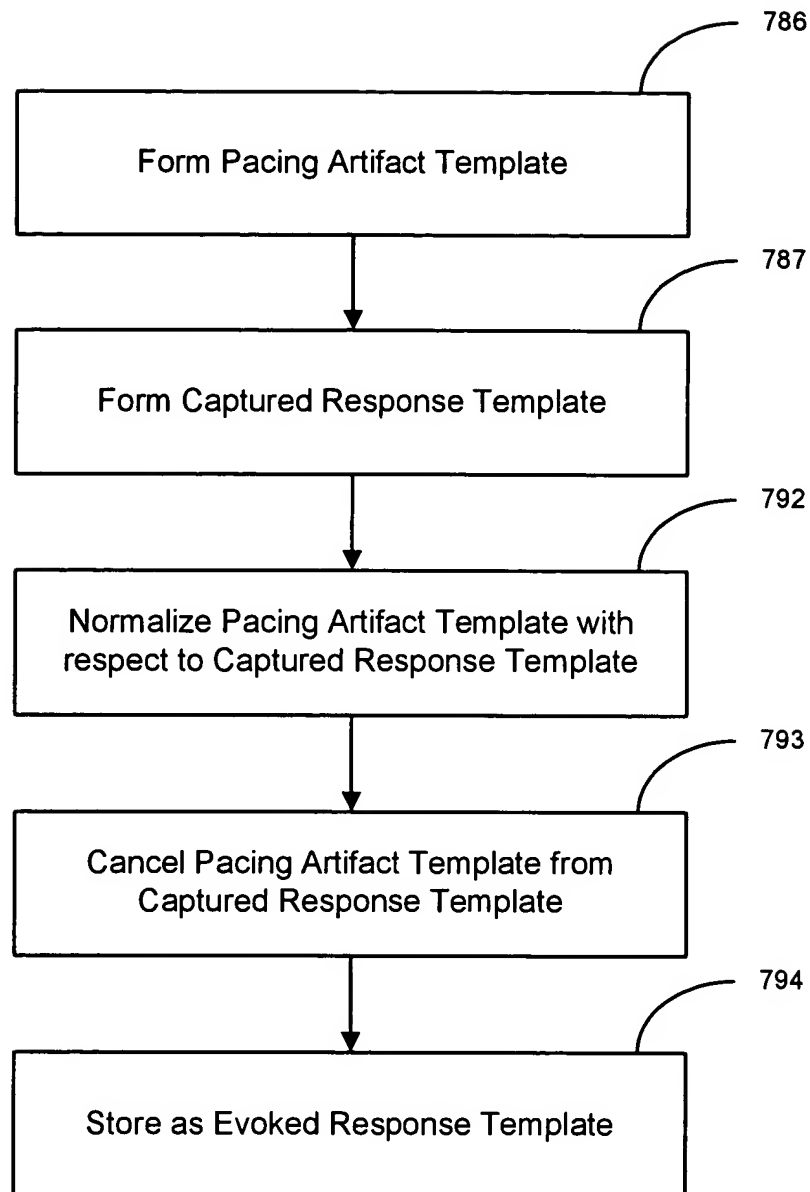 786
Form Pacing Artifact Template
787
Form Captured Response Template
792
Normalize Pacing Artifact Template with
respect to Captured Response Template
793
Cancel Pacing Artifact Template from
Captured Response Template
794
Store as Evoked Response Template